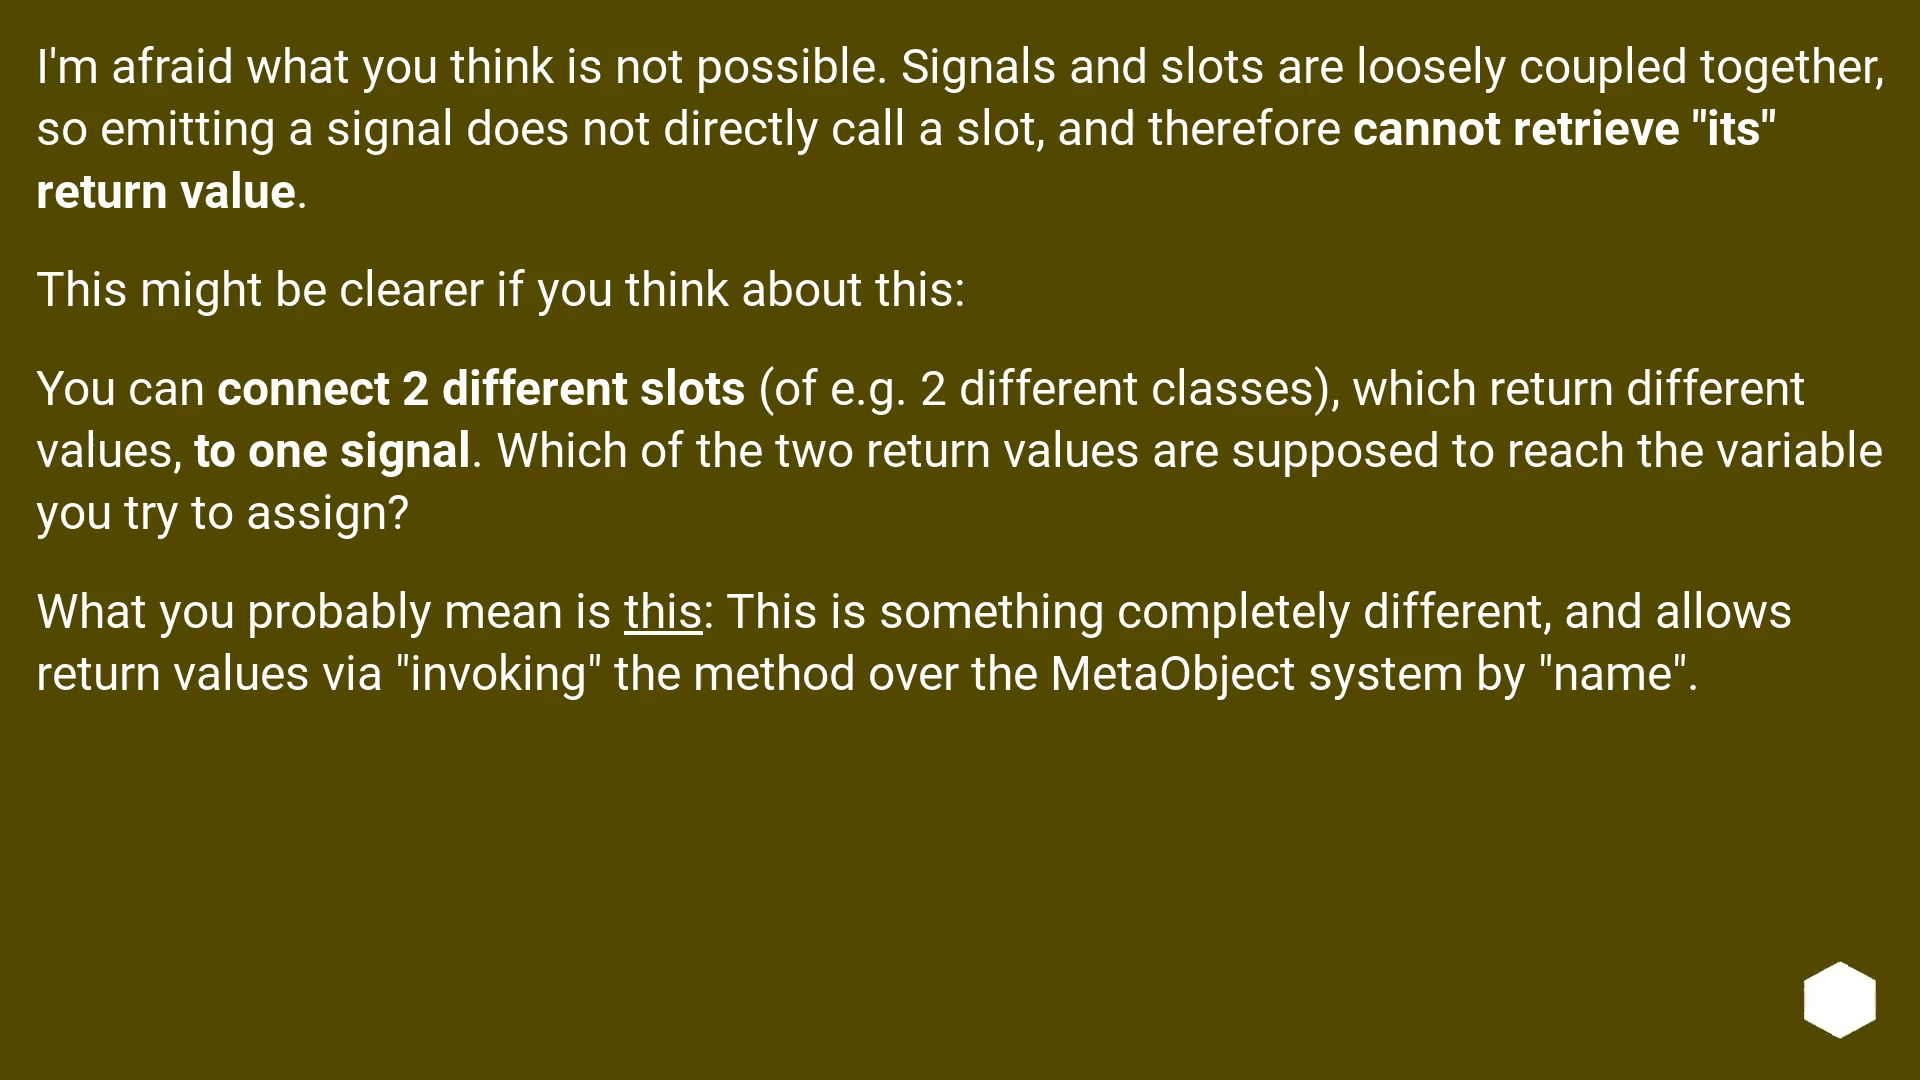 I'm afraid what you think is not possible. Signals and slots are loosely coupled together,
so emitting a signal does not directly call a slot, and therefore cannot retrieve "its"
return value.
This might be clearer if you think about this:
You can connect 2 different slots (of e.g. 2 different classes), which return different
values, to one signal. Which of the two return values are supposed to reach the variable
you try to assign?
What you probably mean is this: This is something completely different, and allows
return values via "invoking" the method over the MetaObject system by "name".